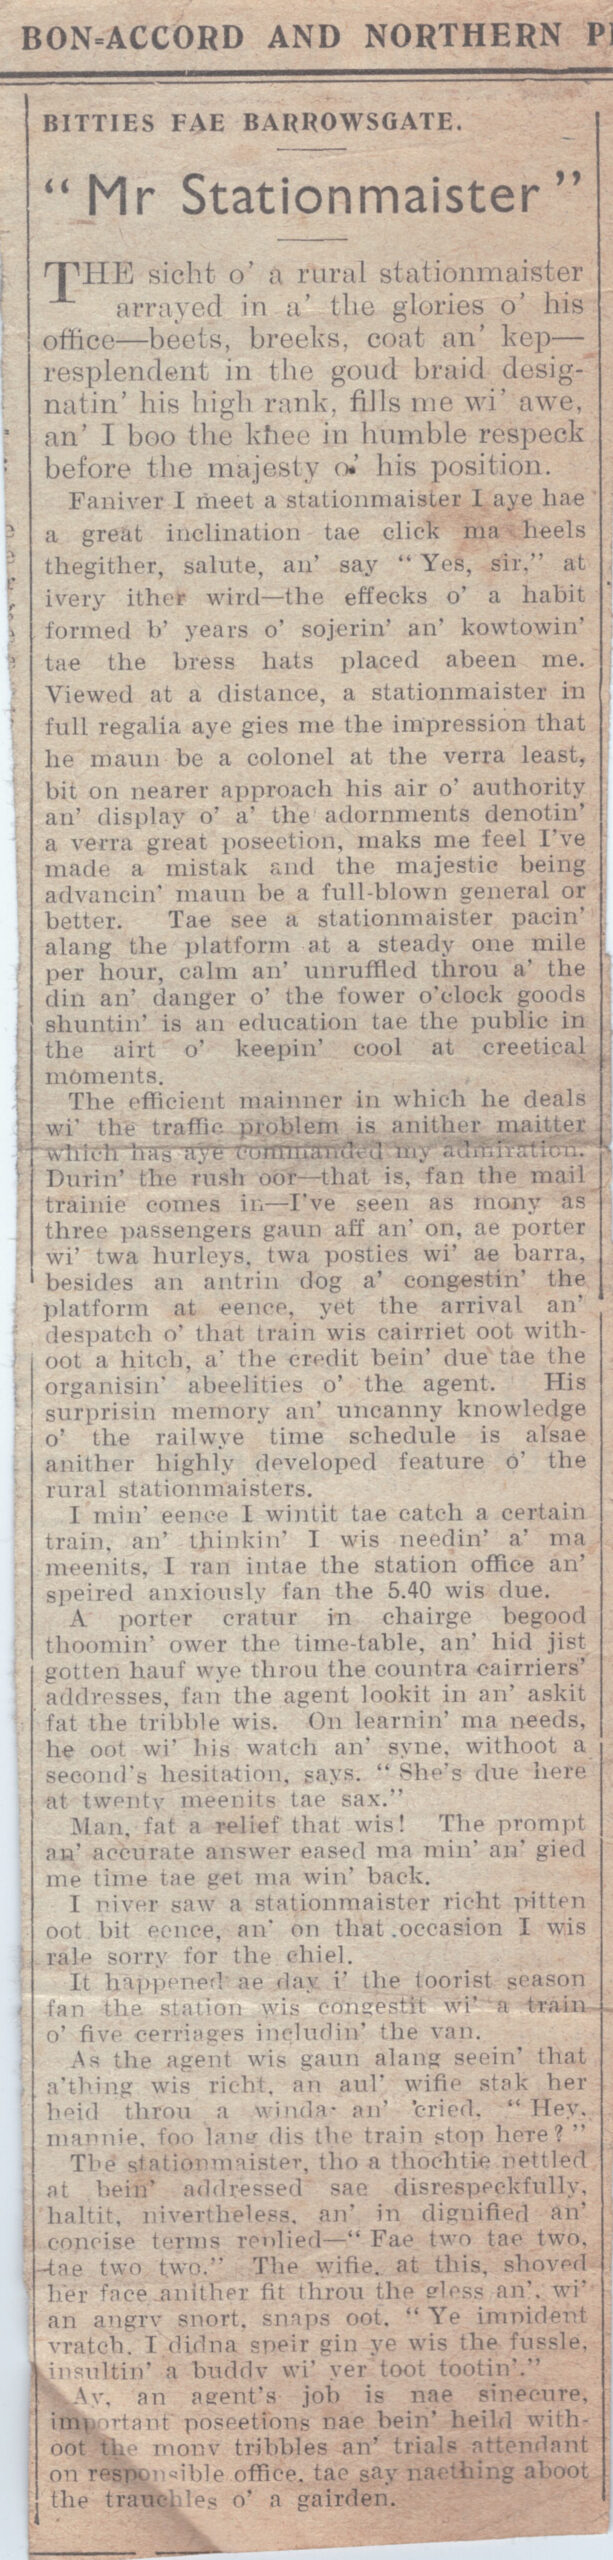 BON-ACCORD AND NORTHERN
BITTIES FAE BARROWSGATE.
“Mr Stationmaister”
THE sicht o’ a rural stationmaister
arrayed in a’ the glories o’ his
office—beets, breeks, coat an’ kep—
resplendent in the goud braid desig-
natin’ his high rank, fills me wi’ awe,
an’ I boo the knee in humble respeck
before the majesty o’ his position.
Faniver I meet a stationmaister I aye hae
a great inclination tae click ma heels
thegither, salute, an’ say “Yes, sir,” at
ivery ither wird—the effecks o’ a habit
formed b’ years o’ sojerin’ an’ kowtowin’
tae the bress hats placed abeen me.
Viewed at a distance, a stationmaister in
full regalia aye gies me the impression that
he maun be a colonel at the verra least,
bit on nearer approach his air o’ authority
an’ display o’ a’ the adornments denotin’
a verra great poseetion, maks me feel I’ve
made a mistak and the majestic being
advancin’ maun be a full-blown general or
better. Tae see a stationmaister pacin’
alang the platform at a steady one mile
per hour, calm an’ unruffled throu a’ the
din an’ danger o’ the fower o’clock goods
shuntin’ is an education tae the public in
the airt o’ keepin’ cool at creetical
moments.
The efficient mainner in which he deals
wi’ the traffic problem is anither maitter
which has aye commanded my admiration.
Durin’ the rush oor—that is, fan the mail
trainie comes in—I’ve seen as mony as
three passengers gaun aff an’ on, ae porter
wi’ twa hurleys, twa posties wi’ ae barra,
besides an antrin dog a’ congestin’ the
platform at eence, yet the arrival an’
despatch o’ that train wis cairriet oot with-
oot a hitch, a’ the credit bein’ due tae the
organisin’ abeelities o’ the agent. His
surprisin memory an’ uncanny knowledge
o’ the railwye time schedule is alsae
anither highly developed feature o’ the
rural stationmaisters.
I min’ eence I wintit tae catch a certain
train, an’ thinkin’ I wis needin’ a’ ma
meenits, I ran intae the station office an’
speired anxiously fan the 5.40 wis due.
A porter cratur in chairge begood
thoomin’ ower the time-table, an’ hid jist
gotten hauf wye throu the countra cairriers’
addresses, fan the agent lookit in an’ askit
fat the tribble wis. On learnin’ ma needs,
he oot wi’ his watch an’ syne, withoot a
second’s hesitation, says. “She’s due here
at twenty meenits tae sax.”
Man, fat a relief that wis! The prompt
an’ accurate answer eased ma min’ an’ gied
me time tae get ma win’ back.
I niver saw a stationmaister richt pitten
oot bit eence, an’ on that occasion I wis
rale sorry for the chiel.
It happened ae day i’ the toorist season
fan the station wis congestit wi’ a train
o’ five cerriages includin’ the van.
As the agent wis gaun alang seein’ that
a’thing wis richt, an aul’ wifie stak her
heid throu a winda an’ cried, “Hey,
mannie, foo lang dis the train stop here?”
The stationmaister, tho a thochtie nettled
at bein’ addressed sae disrespeckfully,
haltit, nivertheless, an’ in dignified an’
concise terms replied—“Fae two tae two,
tae two two.” The wifie, at this, shoved
her face anither fit throu the gless an’, wi’
an angry snort, snaps oot, “Ye impident
vratch, I didna speir gin ye wis the fussle,
insultin’ a buddy wi’ yer toot tootin’.”
Ay, an agent’s job is nae sinecure,
important poseetions nae bein’ heild with-
oot the mony tribbles an’ trials attendant
on responsible office, tae say naething aboot
the trauchles o’ a gairden.